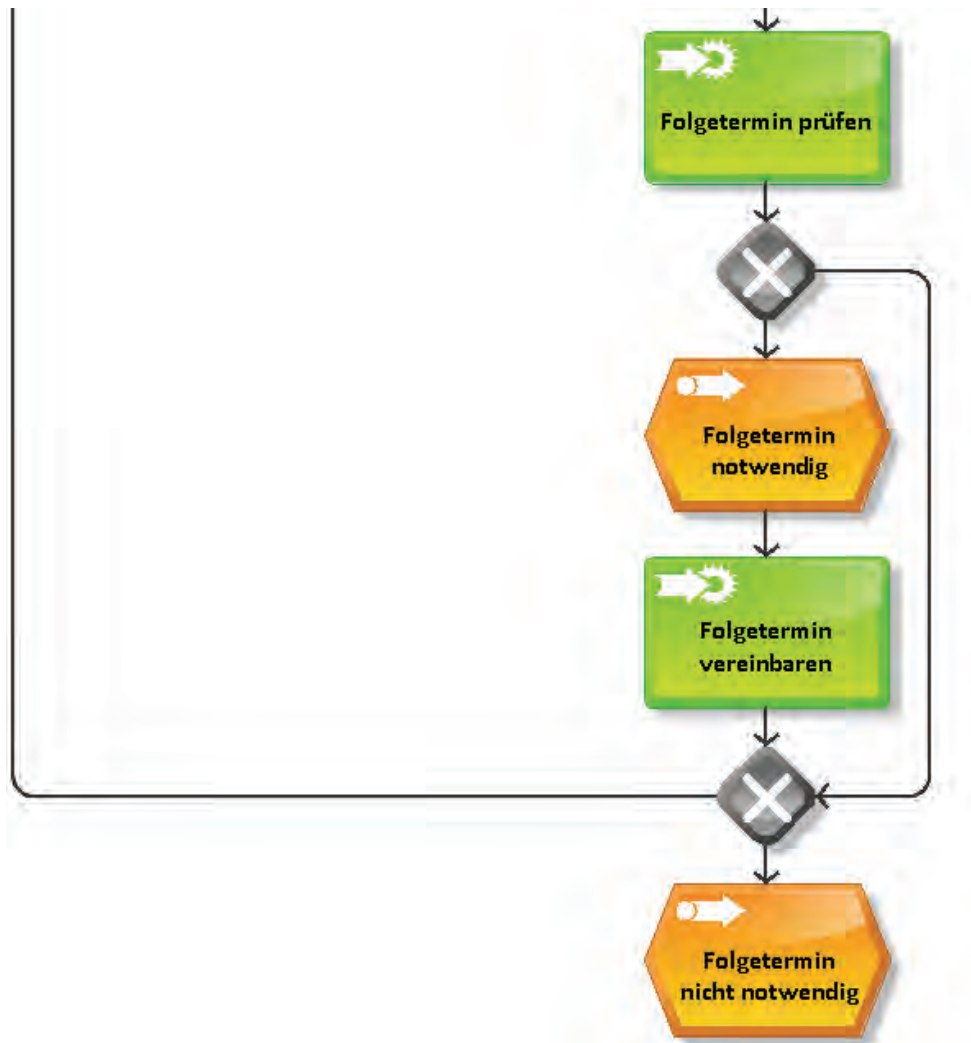 Folgetermin prüfen
Folgetermin
notwendig
Folgetermin
vereinbaren
Folgetermin
nicht notwendig